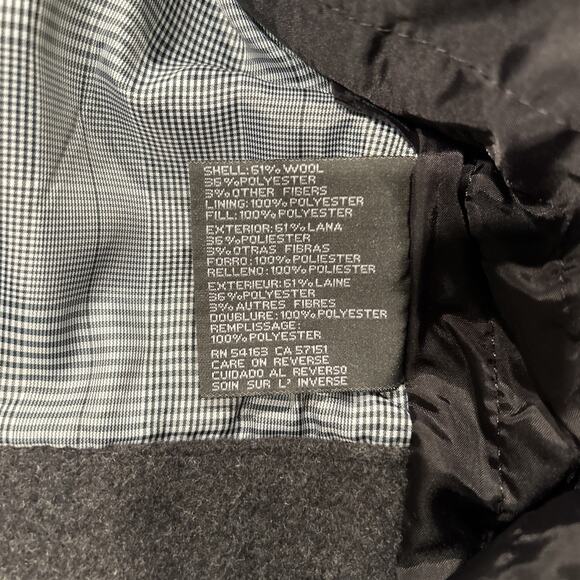 SHELL: 61% WOOL
36%POLYESTER
3%OTHER FIBERS
LINING:100%POLYESTER
FILL:100%POLYESTER
EXTERIOR:61%LANA
36%POLIESTER
3%OTRAS FIBRAS
FORRO:100%POLIESTER
RELLENO:100%POLIESTER
EXTERIEUR:61%LAINE
36%POLYESTER
3%AUTRES FIBRES
DOUBLURE:100%POLYESTER
REMPLISSAGE:
100%POLYESTER
RN 54163 CA 57151
CARE ON REVERSE
CUIDADO AL REVERSO
SOIN SUR L' INVERSE